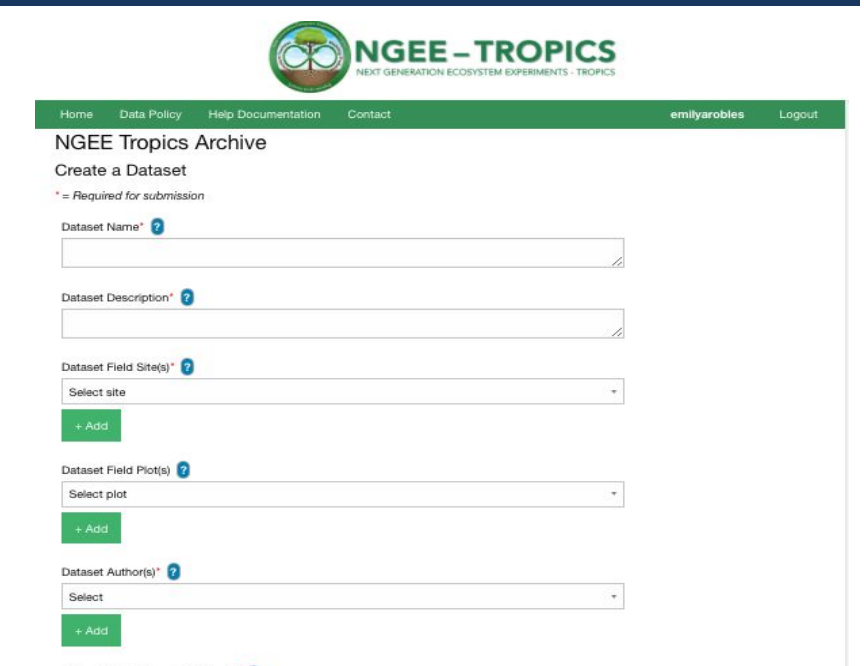 NGEE – TROPICS
NEXT GENERATION ECOSYSTEM EXPERIMENTS - TROPICS
Home Data Policy Help Documentation Contact emilyarobles Logout
NGEE Tropics Archive
Create a Dataset
* = Required for submission
Dataset Name* ?
Dataset Description* ?
Dataset Field Site(s)* ?
Select site
+ Add
Dataset Field Plot(s) ?
Select plot
+ Add
Dataset Author(s)* ?
Select
+ Add